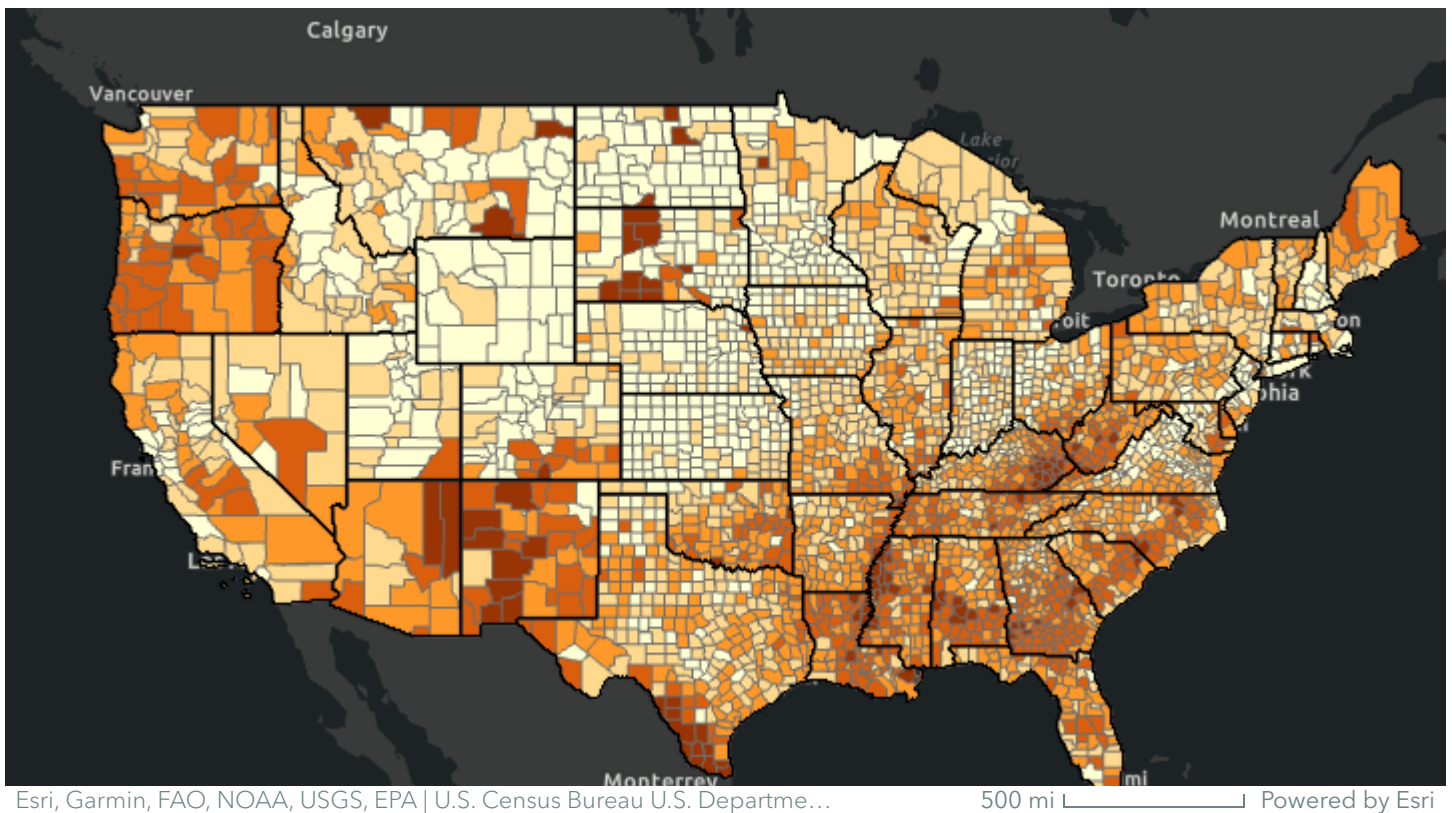 Calgary
Vancouver
Lake
Montreal
Toronto
Monterrey
mi
Esri, Garmin, FAO, NOAA, USGS, EPA | U.S. Census Bureau U.S. Departme…
500 mi
Powered by Esri